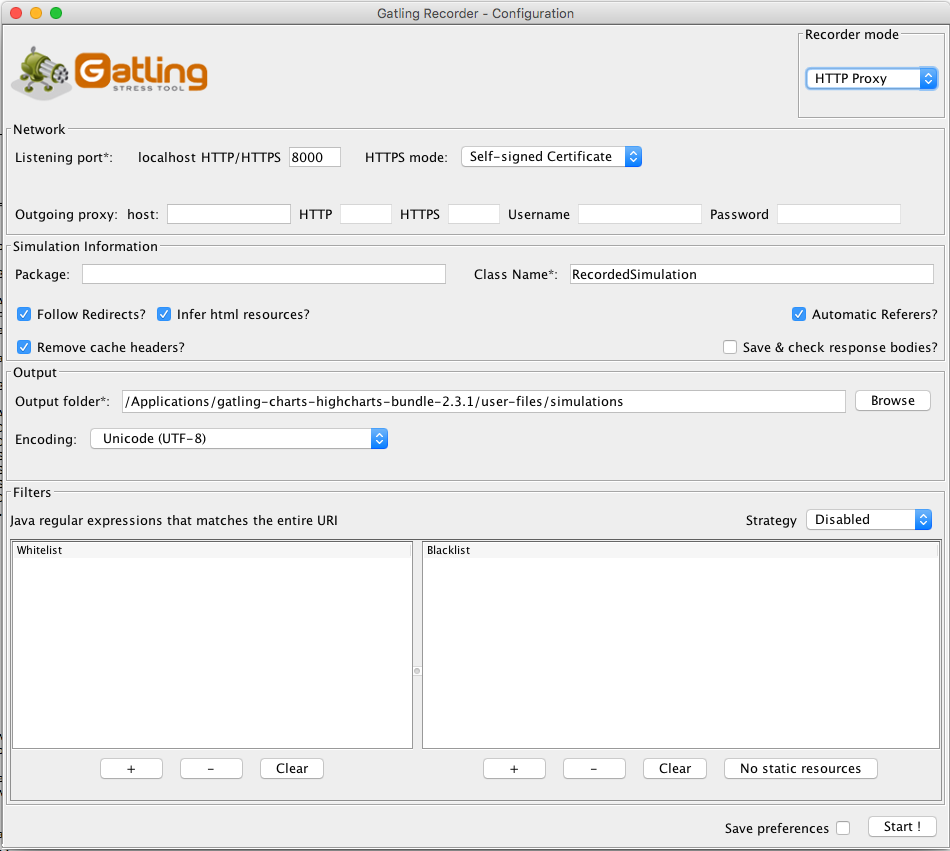 Gatling Recorder - Configuration
Gatling
STRESS TOOL
Recorder mode
HTTP Proxy
Network
Listening port*: localhost HTTP/HTTPS 8000 HTTPS mode: Self-signed Certificate
Outgoing proxy: host: HTTP HTTPS Username Password
Simulation Information
Package: Class Name*: RecordedSimulation
Follow Redirects? Infer html resources? Automatic Referers?
Remove cache headers? Save & check response bodies?
Output
Output folder*: /Applications/gatling-charts-highcharts-bundle-2.3.1/user-files/simulations Browse
Encoding: Unicode (UTF-8)
Filters
Java regular expressions that matches the entire URI Strategy Disabled
Whitelist Blacklist
+ - Clear + - Clear No static resources
Save preferences Start !